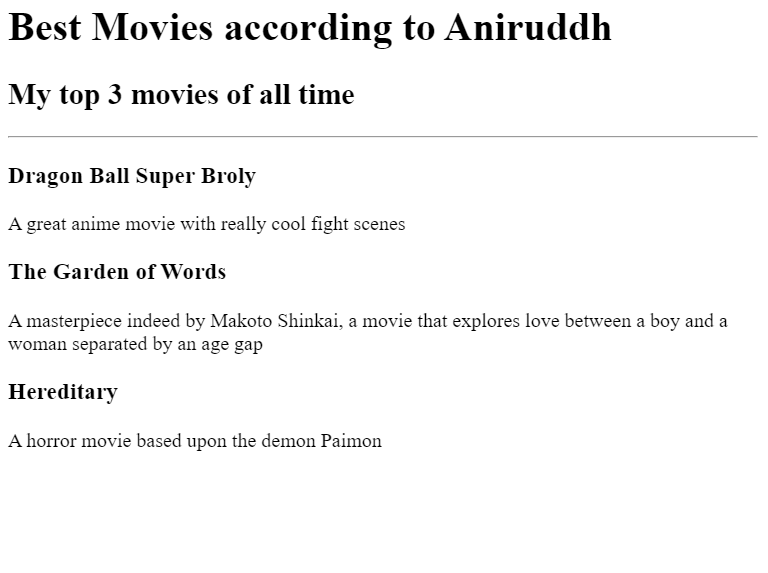 Best Movies according to Aniruddh
My top 3 movies of all time
Dragon Ball Super Broly
A great anime movie with really cool fight scenes
The Garden of Words
A masterpiece indeed by Makoto Shinkai, a movie that explores love between a boy and a
woman separated by an age gap
Hereditary
A horror movie based upon the demon Paimon